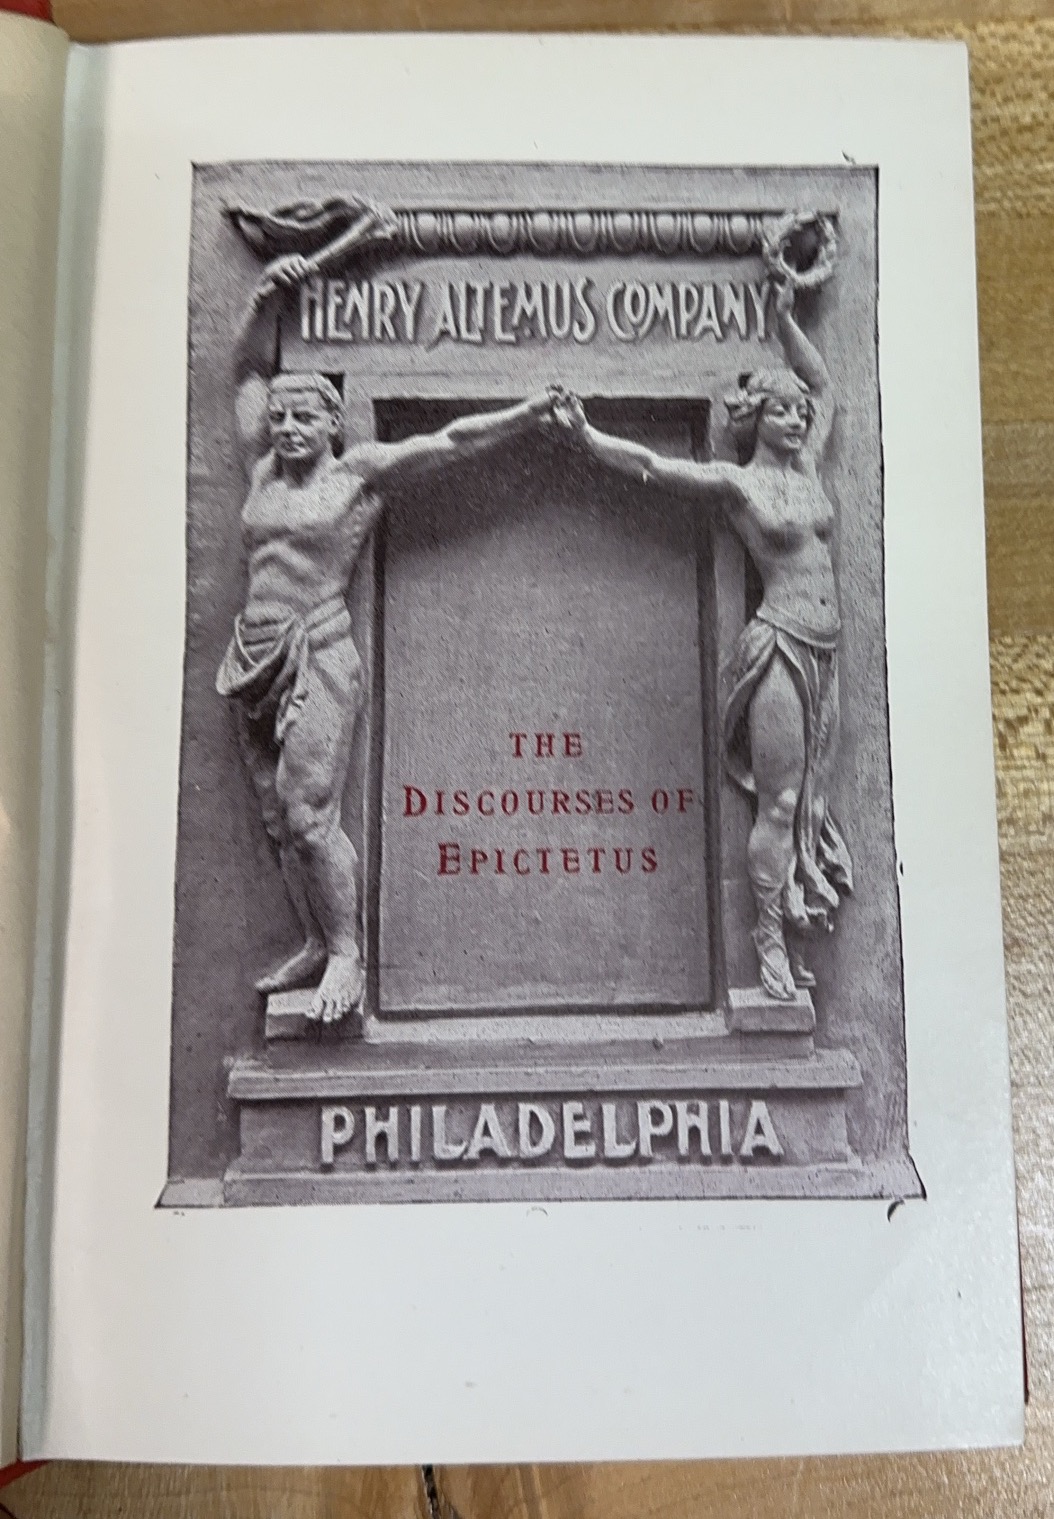 HENRY ALTEMUS COMPANY
THE
DISCOURSES OF
EPICTETUS
PHILADELPHIA